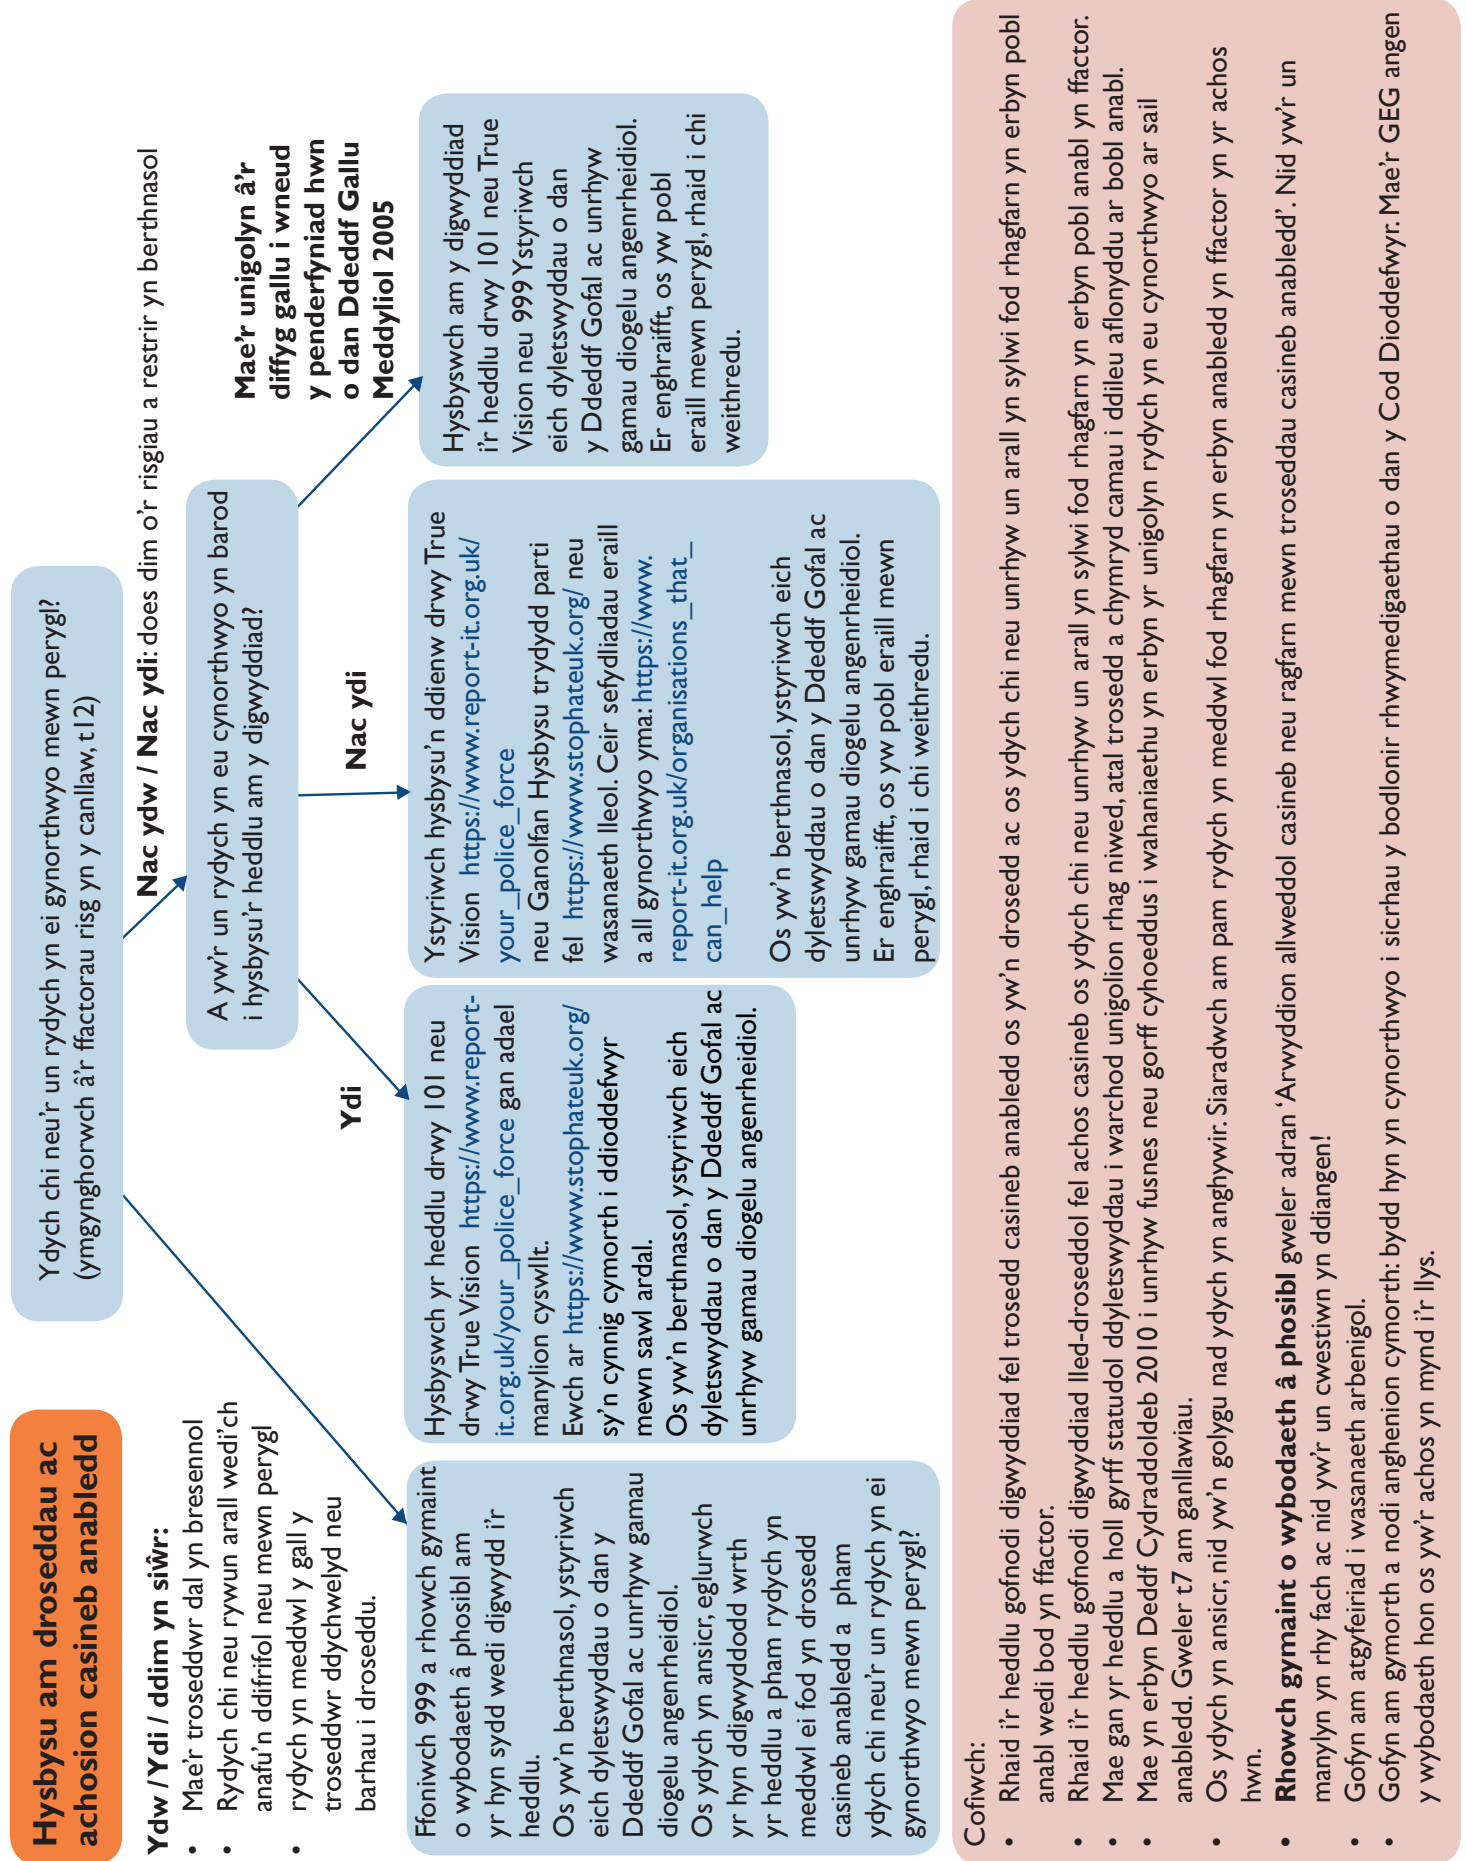 Hysbysu am droseddau ac
achosion casineb anabledd
Ydych chi neu'r un rydych yn ei gynorthwyo mewn perygl?
(ymgynghorwch â'r ffactorau risg yn y canllaw, t12)
Ydw / Ydi / ddim yn siŵr:
• Mae'r troseddwr dal yn bresennol
• Rydych chi neu rywun arall wedi'ch
anafu'n ddifrifol neu mewn perygl
• rydych yn meddwl y gall y
troseddwr ddychwelyd neu
barhau i droseddu.
Nac ydw / Nac ydi: does dim o'r risgiau a restrir yn berthnasol
A yw'r un rydych yn eu cynorthwyo yn barod
i hysbysu'r heddlu am y digwyddiad?
Ydi
Nac ydi
Mae'r unigolyn â'r
diffyg gallu i wneud
y penderfyniad hwn
o dan Ddeddf Gallu
Meddyliol 2005
Ffoniwch 999 a rhowch gymaint
o wybodaeth â phosibl am
yr hyn sydd wedi digwydd i'r
heddlu.
Os yw'n berthnasol, ystyriwch
eich dyletswyddau o dan y
Ddeddf Gofal ac unrhyw gamau
diogelu angenrheidiol.
Os ydych yn ansicr, eglurwch
yr hyn ddigwyddodd wrth
yr heddlu a pham rydych yn
meddwl ei fod yn drosedd
casineb anabledd a pham
ydych chi neu'r un rydych yn ei
gynorthwyo mewn perygl?
Hysbyswch yr heddlu drwy 101 neu
drwy True Vision https://www.report-
it.org.uk/your_police_force gan adael
manylion cyswllt.
Ewch ar https://www.stophateuk.org/
sy'n cynnig cymorth i ddioddefwyr
mewn sawl ardal.
Os yw'n berthnasol, ystyriwch eich
dyletswyddau o dan y Ddeddf Gofal ac
unrhyw gamau diogelu angenrheidiol.
Ystyriwch hysbysu'n ddienw drwy True
Vision https://www.report-it.org.uk/
your_police_force
neu Ganolfan Hysbysu trydydd parti
fel https://www.stophateuk.org/ neu
wasanaeth lleol. Ceir sefydliadau eraill
a all gynorthwyo yma: https://www.
report-it.org.uk/organisations_that_
can_help
Os yw'n berthnasol, ystyriwch eich
dyletswyddau o dan y Ddeddf Gofal ac
unrhyw gamau diogelu angenrheidiol.
Er enghraifft, os yw pobl eraill mewn
perygl, rhaid i chi weithredu.
Hysbyswch am y digwyddiad
i'r heddlu drwy 101 neu True
Vision neu 999 Ystyriwch
eich dyletswyddau o dan
y Ddeddf Gofal ac unrhyw
gamau diogelu angenrheidiol.
Er enghraifft, os yw pobl
eraill mewn perygl, rhaid i chi
weithredu.
Cofiwch:
• Rhaid i'r heddlu gofnodi digwyddiad fel trosedd casineb anabledd os yw'n drosedd ac os ydych chi neu unrhyw un arall yn sylwi fod rhagfarn yn erbyn pobl
anabl wedi bod yn ffactor.
• Rhaid i'r heddlu gofnodi digwyddiad lled-droseddol fel achos casineb os ydych chi neu unrhyw un arall yn sylwi fod rhagfarn yn erbyn pobl anabl yn ffactor.
• Mae gan yr heddlu a holl gyrff statudol ddyletswyddau i warchod unigolion rhag niwed, atal trosedd a chymryd camau i ddileu aflonyddu ar bobl anabl.
• Mae yn erbyn Deddf Cydraddoldeb 2010 i unrhyw fusnes neu gorff cyhoeddus i wahaniaethu yn erbyn yr unigolyn rydych yn eu cynorthwyo ar sail
anabledd. Gweler t7 am ganllawiau.
• Os ydych yn ansicr, nid yw'n golygu nad ydych yn anghywir. Siaradwch am pam rydych yn meddwl fod rhagfarn yn erbyn anabledd yn ffactor yn yr achos
hwn.
• Rhowch gymaint o wybodaeth â phosibl gweler adran 'Arwyddion allweddol casineb neu ragfarn mewn troseddau casineb anabledd'. Nid yw'r un
manylyn yn rhy fach ac nid yw'r un cwestiwn yn ddiangen!
• Gofyn am atgyfeiriad i wasanaeth arbenigol.
• Gofyn am gymorth a nodi anghenion cymorth: bydd hyn yn cynorthwyo i sicrhau y bodlonir rhwymedigaethau o dan y Cod Dioddefwyr. Mae'r GEG angen
y wybodaeth hon os yw'r achos yn mynd i'r llys.